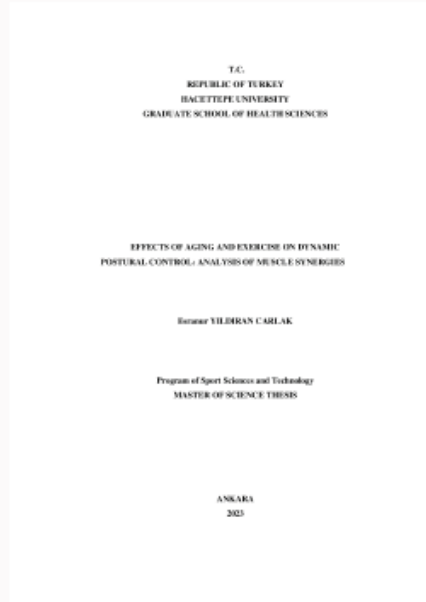 T.C.
REPUBLIC OF TURKEY
HACETTEPE UNIVERSITY
GRADUATE SCHOOL OF HEALTH SCIENCES
EFFECTS OF AGING AND EXERCISE ON DYNAMIC
POSTURAL CONTROL: ANALYSIS OF MUSCLE SYNERGIES
Esranur YILDIRAN CARLAK
Program of Sport Sciences and Technology
MASTER OF SCIENCE THESIS
ANKARA
2023